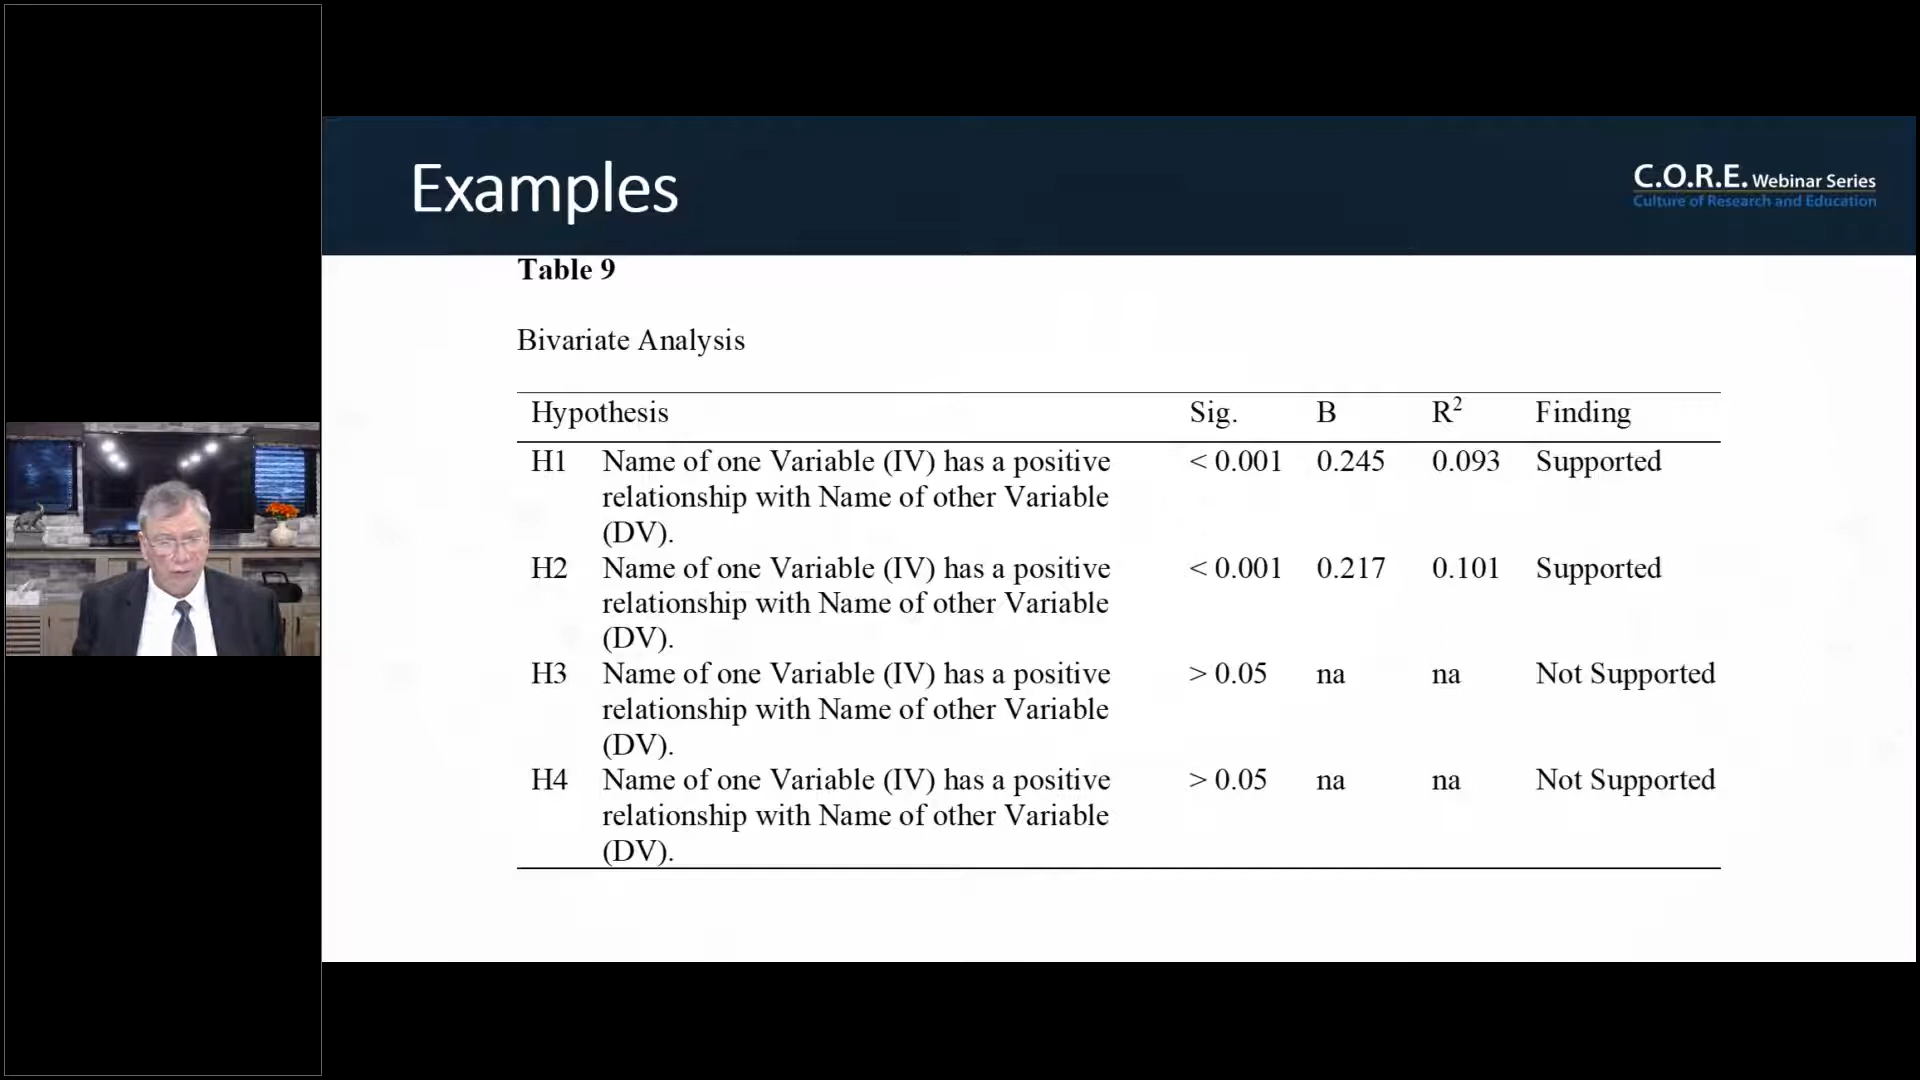 Examples
C.O.R.E. Webinar Series
Culture of Research and Education
Table 9
Bivariate Analysis
Hypothesis Sig. B R² Finding
H1 Name of one Variable (IV) has a positive < 0.001 0.245 0.093 Supported
relationship with Name of other Variable
(DV).
H2 Name of one Variable (IV) has a positive < 0.001 0.217 0.101 Supported
relationship with Name of other Variable
(DV).
H3 Name of one Variable (IV) has a positive > 0.05 na na Not Supported
relationship with Name of other Variable
(DV).
H4 Name of one Variable (IV) has a positive > 0.05 na na Not Supported
relationship with Name of other Variable
(DV).